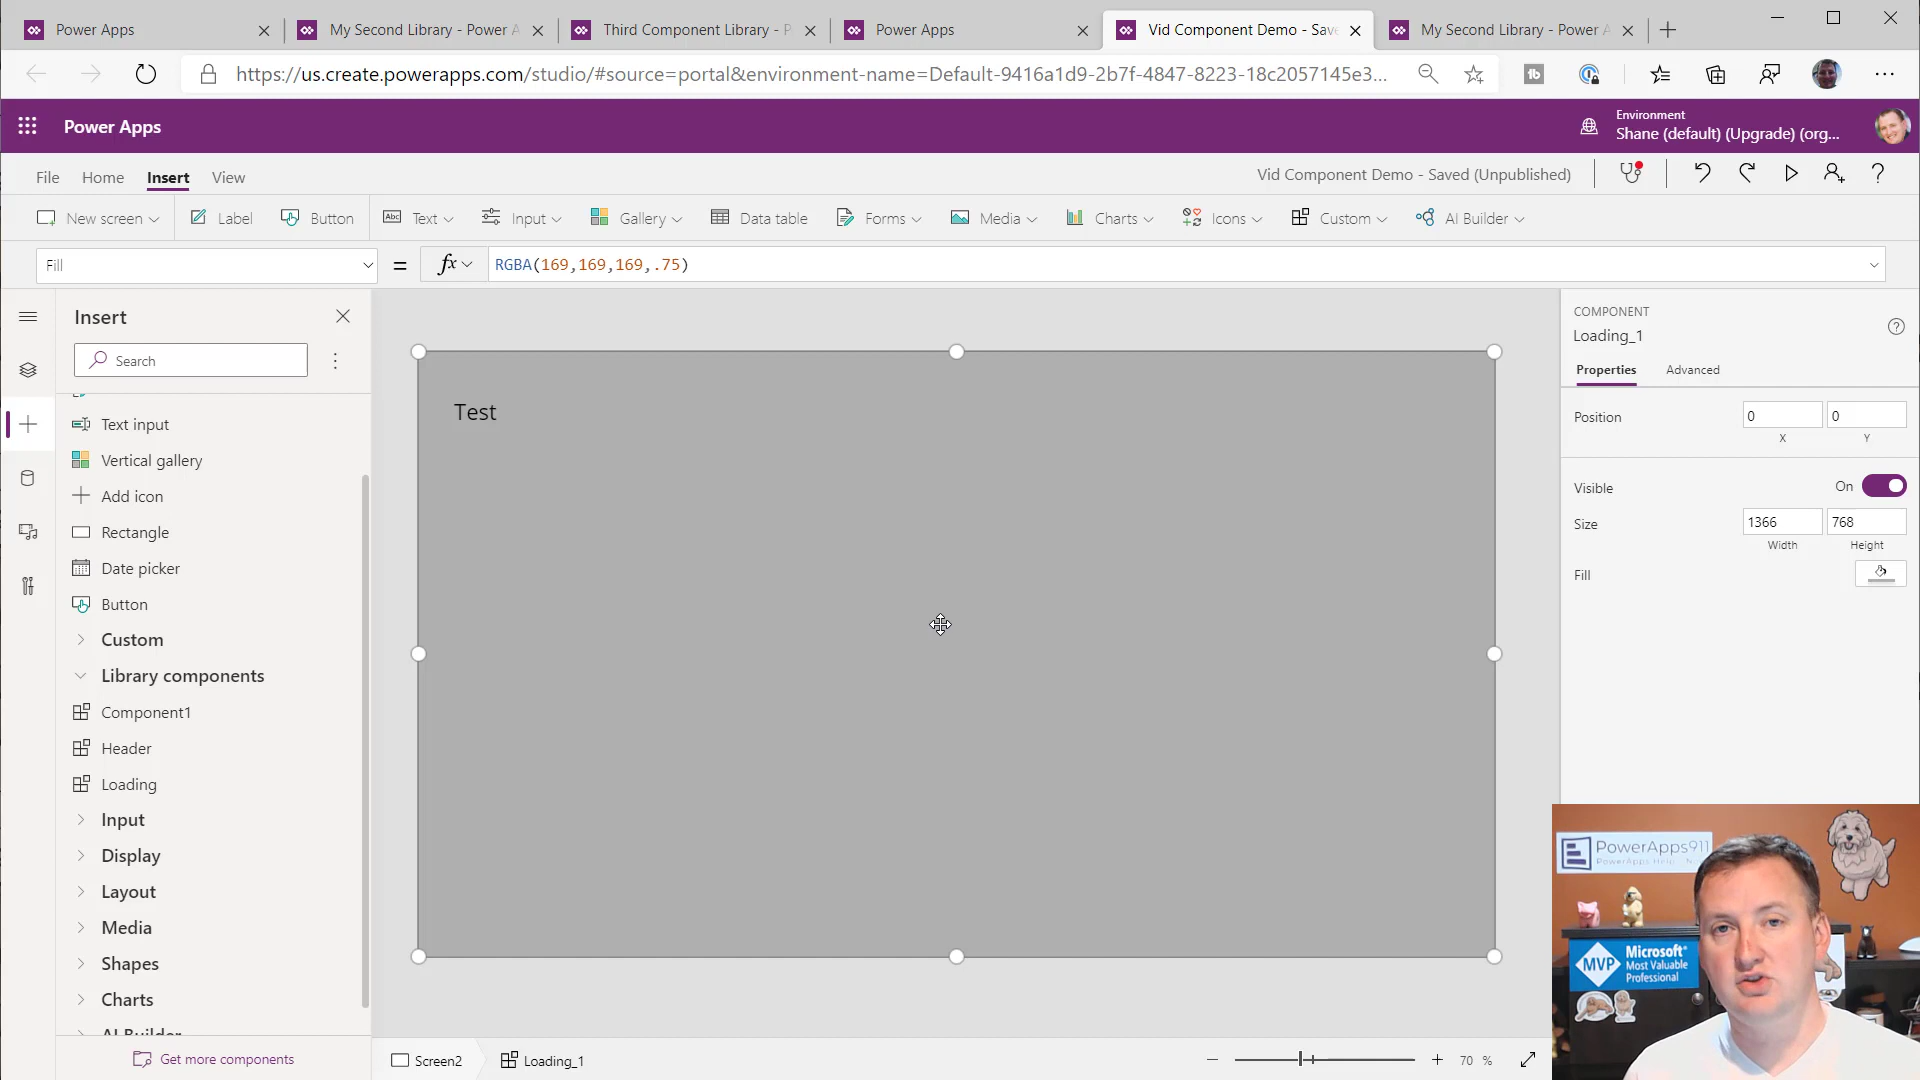 Power Apps
My Second Library - Power A
Third Component Library - P
Power Apps
Vid Component Demo - Save
My Second Library - Power A
https://us.create.powerapps.com/studio/#source=portal&environment-name=Default-9416a1d9-2b7f-4847-8223-18c2057145e3...
Power Apps
Environment
Shane (default) (Upgrade) (org...
File
Home
Insert
View
Vid Component Demo - Saved (Unpublished)
New screen
Label
Button
Abc Text
Input
Gallery
Data table
Forms
Media
Charts
Icons
Custom
AI Builder
Fill
=
fx
RGBA(169,169,169,.75)
Insert
Search
Text input
Vertical gallery
Add icon
Rectangle
Date picker
Button
Custom
Library components
Component1
Header
Loading
Input
Display
Layout
Media
Shapes
Charts
AI Builder
Get more components
Test
COMPONENT
Loading_1
Properties
Advanced
Position
0
0
X
Y
Visible
On
Size
1366
768
Width
Height
Fill
PowerApps911
Microsoft®
MVP
Most Valuable
Professional
Screen2
Loading_1
70 %